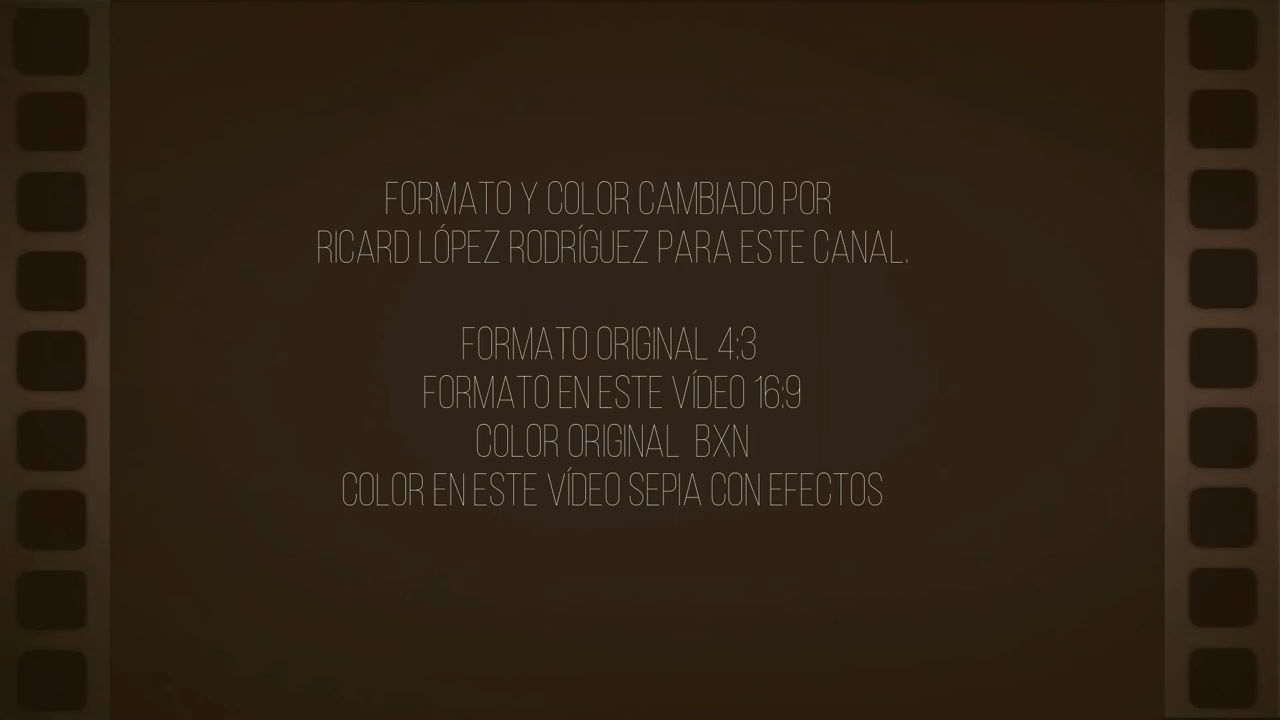 FORMATO Y COLOR CAMBIADO POR
RICARD LÓPEZ RODRÍGUEZ PARA ESTE CANAL.
FORMATO ORIGINAL 4:3
FORMATO EN ESTE VÍDEO 16:9
COLOR ORIGINAL BXN
COLOR EN ESTE VÍDEO SEPIA CON EFECTOS